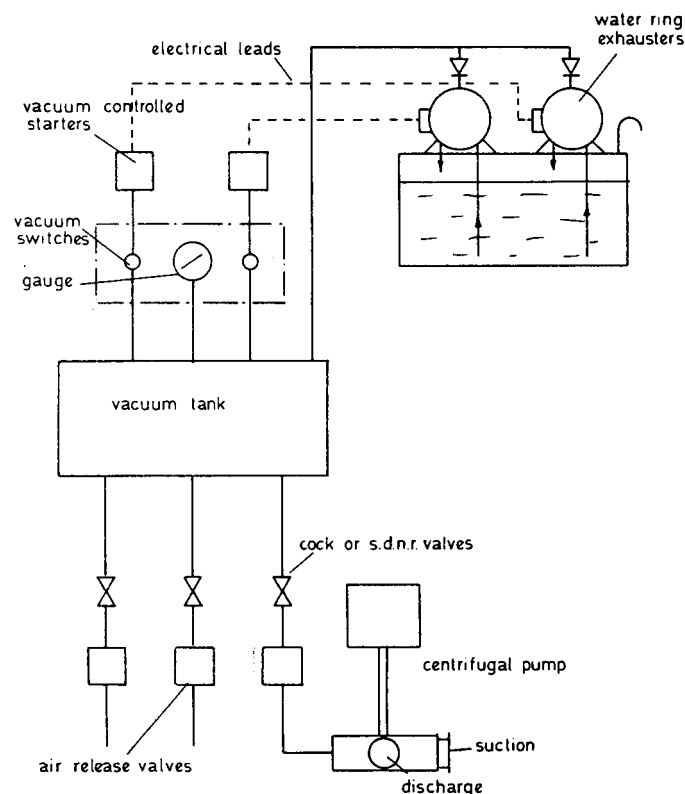 water ring
exhausters
electrical leads
vacuum controlled
starters
vacuum
switches
gauge
vacuum tank
cock or s.d.n.r. valves
centrifugal pump
suction
air release valves
discharge